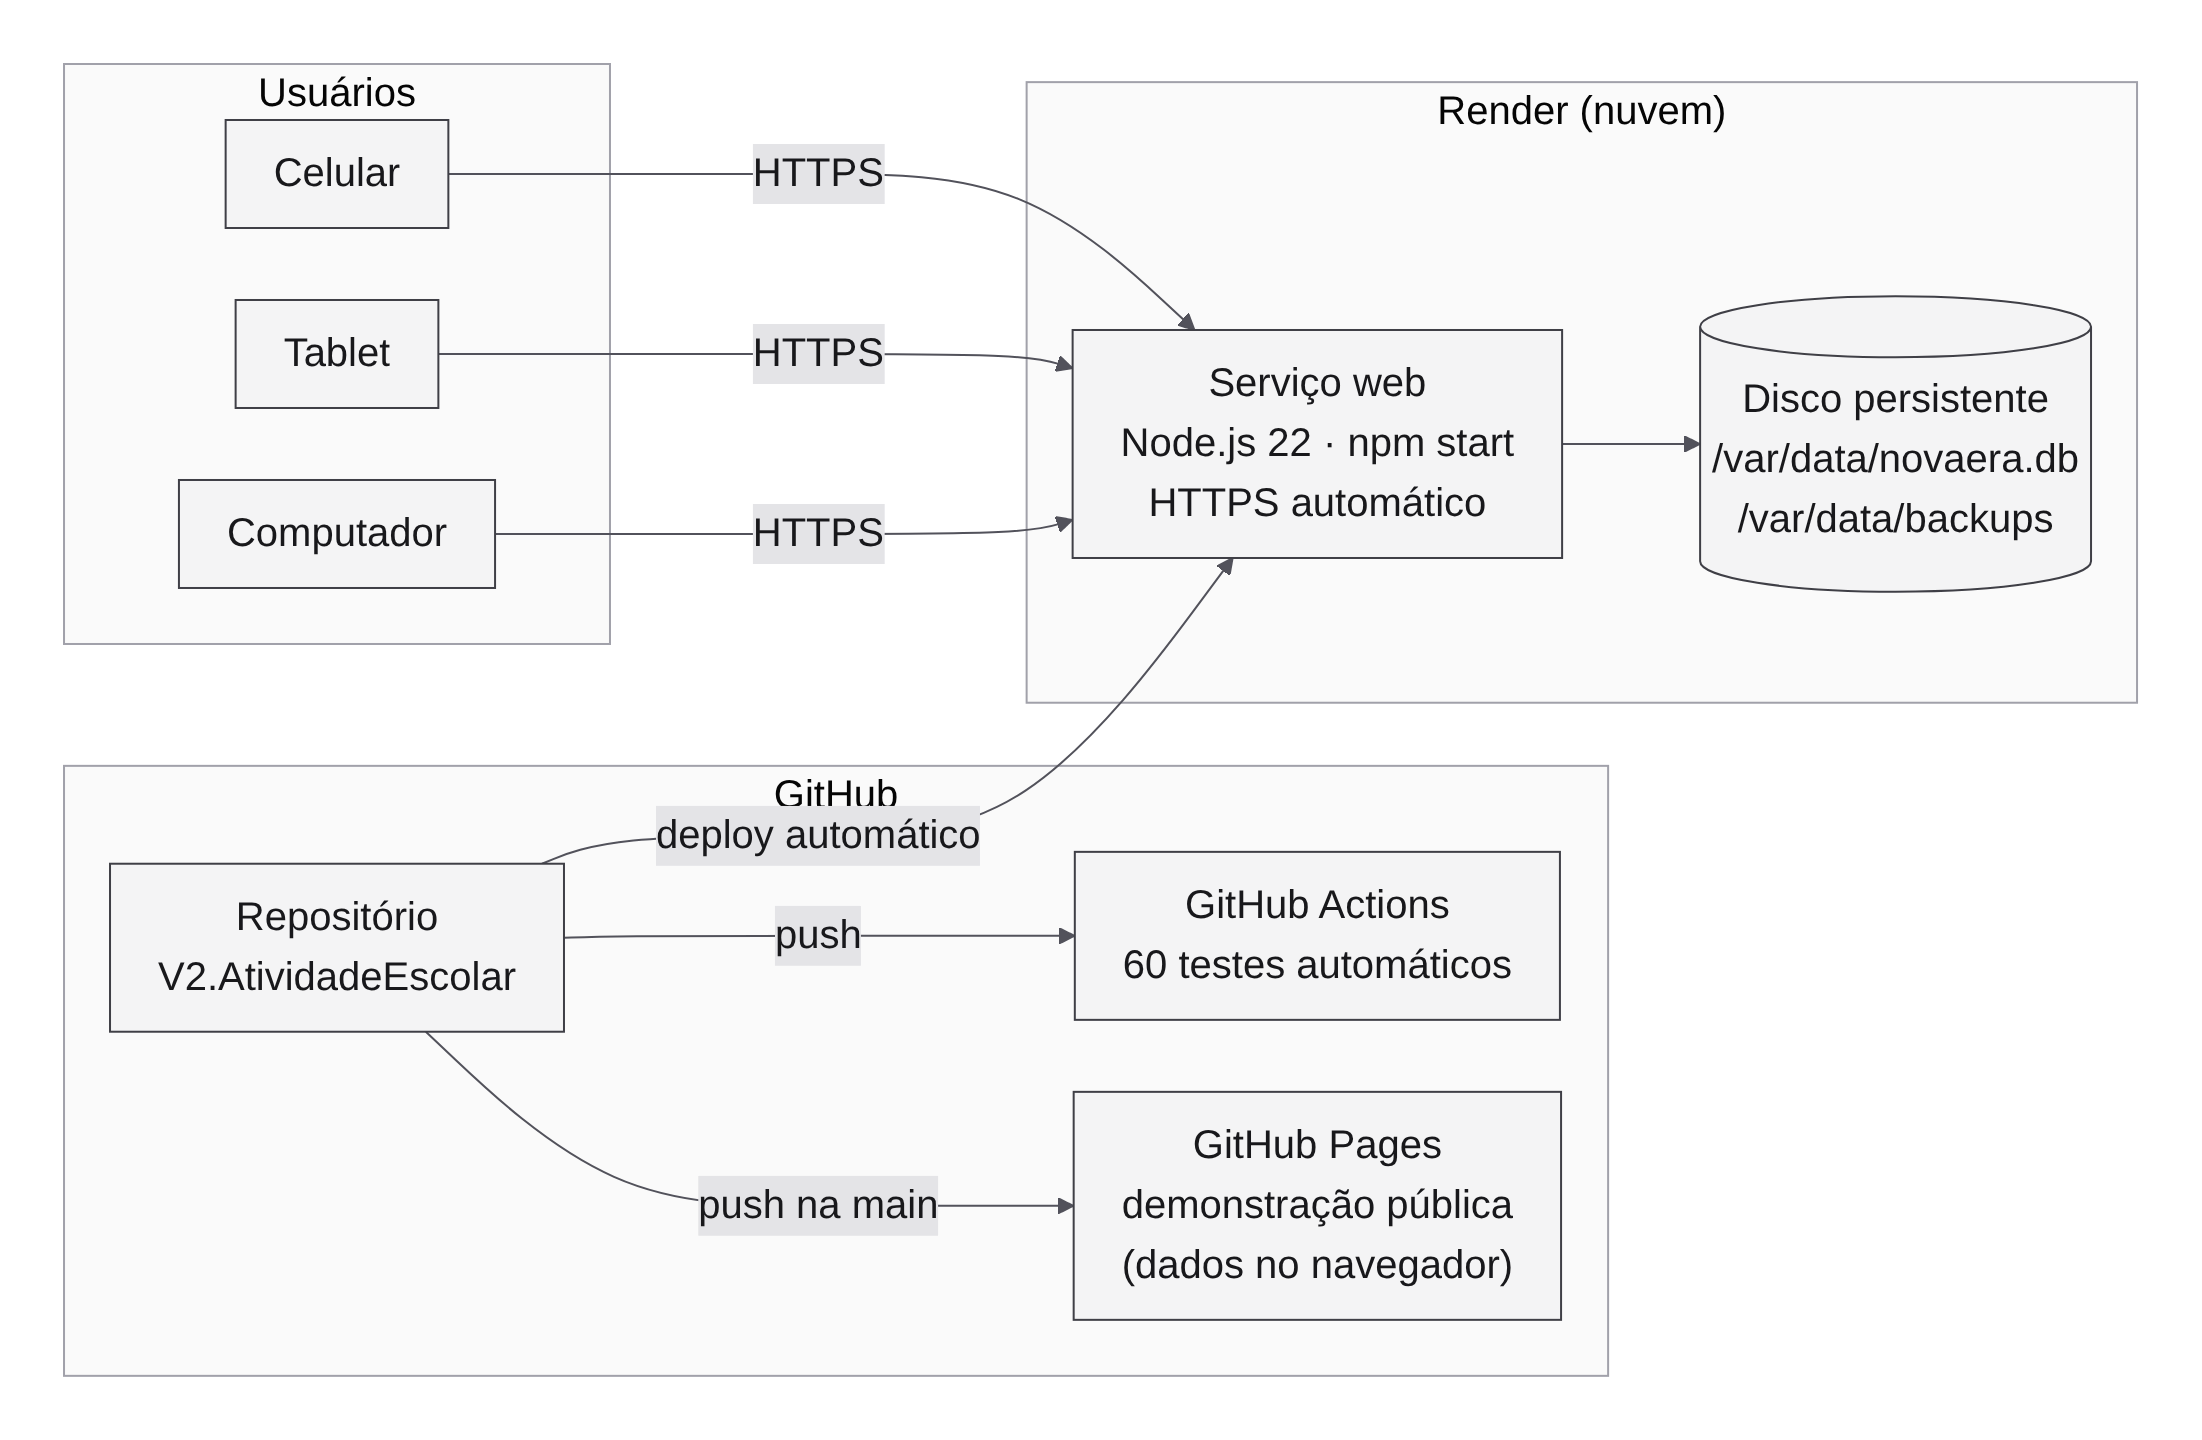 Usuários
Celular
Tablet
Computador
HTTPS
HTTPS
HTTPS
Render (nuvem)
Serviço web
Node.js 22 · npm start
HTTPS automático
Disco persistente
/var/data/novaera.db
/var/data/backups
GitHub
deploy automático
Repositório
V2.AtividadeEscolar
push
GitHub Actions
60 testes automáticos
push na main
GitHub Pages
demonstração pública
(dados no navegador)